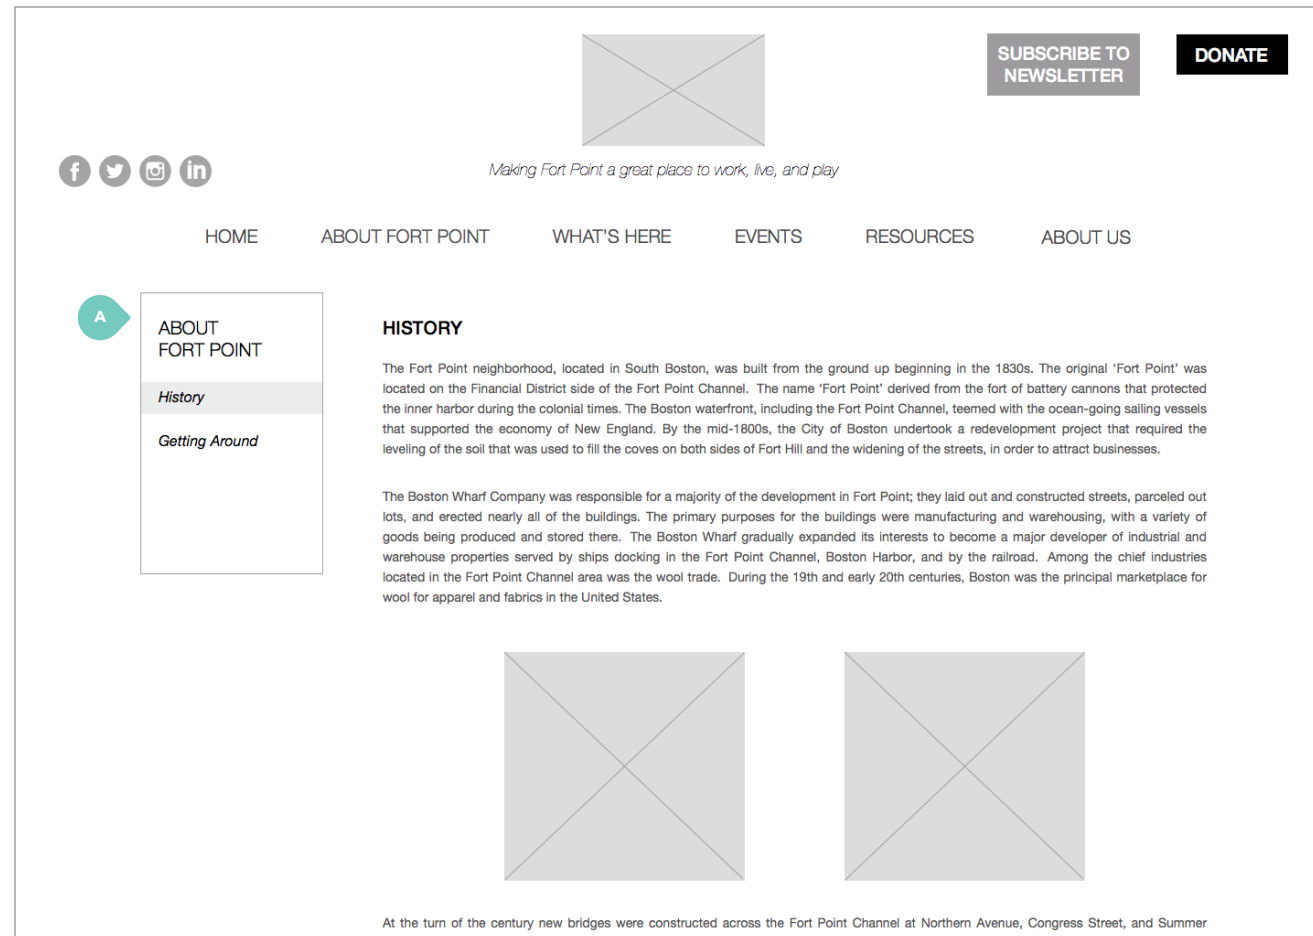 SUBSCRIBE TO
NEWSLETTER
DONATE
Making Fort Point a great place to work, live, and play
HOME ABOUT FORT POINT WHAT'S HERE EVENTS RESOURCES ABOUT US
A
ABOUT
FORT POINT
History
Getting Around
HISTORY
The Fort Point neighborhood, located in South Boston, was built from the ground up beginning in the 1830s. The original ‘Fort Point’ was
located on the Financial District side of the Fort Point Channel.  The name ‘Fort Point’ derived from the fort of battery cannons that protected
the inner harbor during the colonial times. The Boston waterfront, including the Fort Point Channel, teemed with the ocean-going sailing vessels
that supported the economy of New England. By the mid-1800s, the City of Boston undertook a redevelopment project that required the
leveling of the soil that was used to fill the coves on both sides of Fort Hill and the widening of the streets, in order to attract businesses.
The Boston Wharf Company was responsible for a majority of the development in Fort Point; they laid out and constructed streets, parceled out
lots, and erected nearly all of the buildings. The primary purposes for the buildings were manufacturing and warehousing, with a variety of
goods being produced and stored there.  The Boston Wharf gradually expanded its interests to become a major developer of industrial and
warehouse properties served by ships docking in the Fort Point Channel, Boston Harbor, and by the railroad.  Among the chief industries
located in the Fort Point Channel area was the wool trade.  During the 19th and early 20th centuries, Boston was the principal marketplace for
wool for apparel and fabrics in the United States.
At the turn of the century new bridges were constructed across the Fort Point Channel at Northern Avenue, Congress Street, and Summer